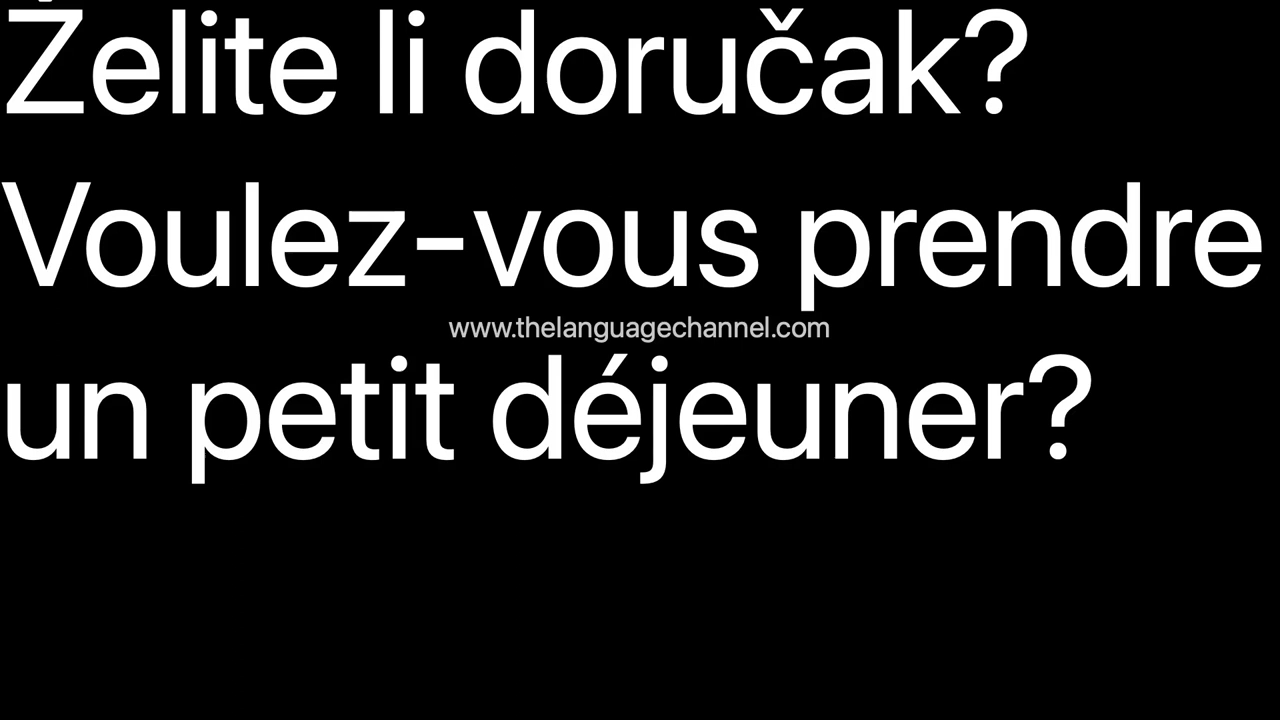 Želite li doručak?
Voulez-vous prendre
www.thelanguagechannel.com
un petit déjeuner?